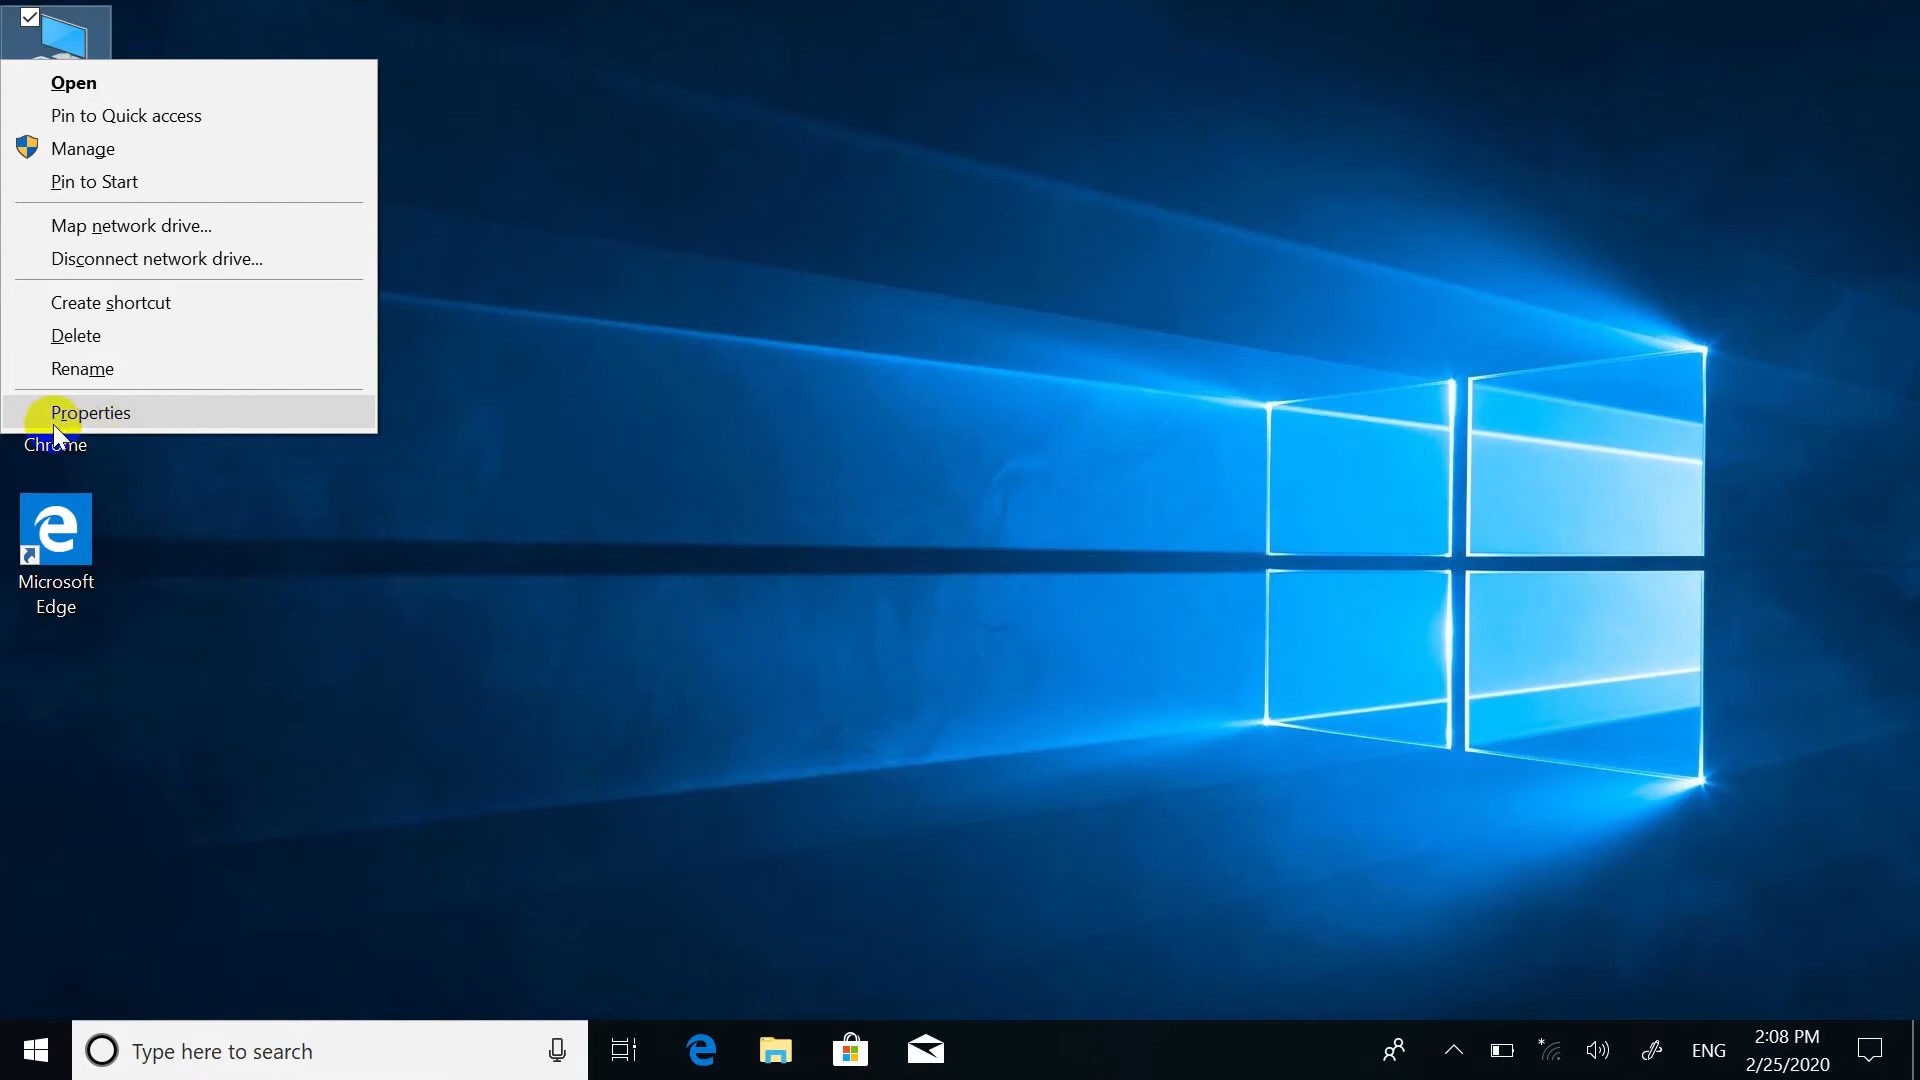 Open
Pin to Quick access
Manage
Pin to Start
Map network drive...
Disconnect network drive...
Create shortcut
Delete
Rename
Properties
Chrome
Microsoft
Edge
Type here to search
ENG
2:08 PM
2/25/2020